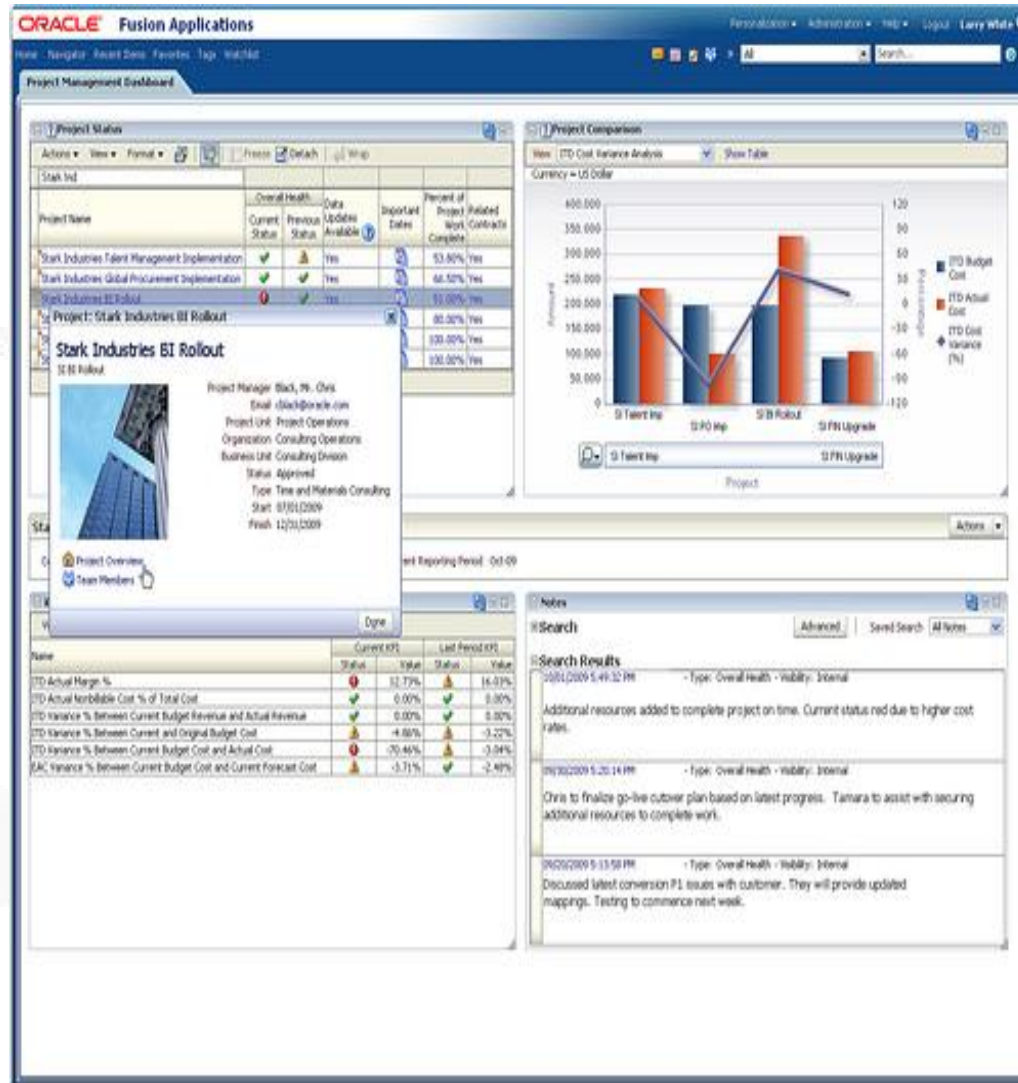 ORACLE Fusion Applications
Personalization Administration Help Logout Larry White
Home Navigator Recent Items Favorites Tags Watchlist
All Search...
Project Management Dashboard
Project Status
Actions View Format Freeze Detach Wrap
Stark Ind
Project Name
Overall Health
Current Status
Previous Status
Data Updates Available
Important Dates
Percent of Project Work Complete
Related Contracts
Stark Industries Talent Management Implementation Yes 53.60% Yes
Stark Industries Global Procurement Implementation Yes 66.50% Yes
Stark Industries BI Rollout Yes Yes
80.00% Yes
100.00% Yes
100.00% Yes
Project: Stark Industries BI Rollout
Stark Industries BI Rollout
SI BI Rollout
Project Manager Black, Mr. Chris
Email cblack@oracle.com
Project Unit Project Operations
Organization Consulting Operations
Business Unit Consulting Division
Status Approved
Type Time and Materials Consulting
Start 07/01/2009
Finish 12/31/2009
Project Overview
Team Members
Done
Project Comparison
View ITD Cost Variance Analysis Show Table
Currency = US Dollar
400.000
350.000
300.000
250.000
200.000
150.000
100.000
50.000
0
Amount
120
90
60
30
0
-30
-60
-90
-120
Percentage
ITD Budget Cost
ITD Actual Cost
ITD Cost Variance (%)
SI Talent Imp
SI PO Imp
SI BI Rollout
SI FIN Upgrade
SI Talent Imp SI FIN Upgrade
Project
Actions
Reporting Period Oct-09
Name
Current KPI
Last Period KPI
Status Value Status Value
ITD Actual Margin % 12.73% 16.03%
ITD Actual Nonbillable Cost % of Total Cost 0.00% 0.00%
ITD Variance % Between Current Budget Revenue and Actual Revenue 0.00% 0.00%
ITD Variance % Between Current and Original Budget Cost -4.86% -3.22%
ITD Variance % Between Current Budget Cost and Actual Cost -70.46% -3.04%
EAC Variance % Between Current Budget Cost and Current Forecast Cost -3.71% -2.48%
Notes
Search
Advanced Saved Search All Notes
Search Results
10/01/2009 5:49:32 PM - Type: Overall Health - Visibility: Internal
Additional resources added to complete project on time. Current status red due to higher cost
rates.
09/30/2009 5:20:14 PM - Type: Overall Health - Visibility: Internal
Chris to finalize go-live cutover plan based on latest progress. Tamara to assist with securing
additional resources to complete work.
09/20/2009 5:13:58 PM - Type: Overall Health - Visibility: Internal
Discussed latest conversion P1 issues with customer. They will provide updated
mappings. Testing to commence next week.